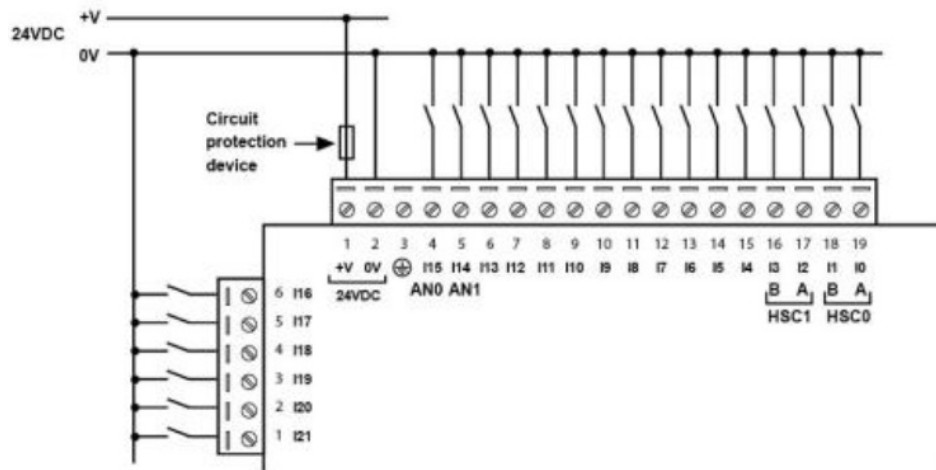 +V
24VDC
0V
Circuit
protection
device
1 2 3 4 5 6 7 8 9 10 11 12 13 14 15 16 17 18 19
+V 0V I15 I14 I13 I12 I11 I10 I9 I8 I7 I6 I5 I4 I3 I2 I1 I0
24VDC AN0 AN1 B A B A
HSC1 HSC0
6 I16
5 I17
4 I18
3 I19
2 I20
1 I21